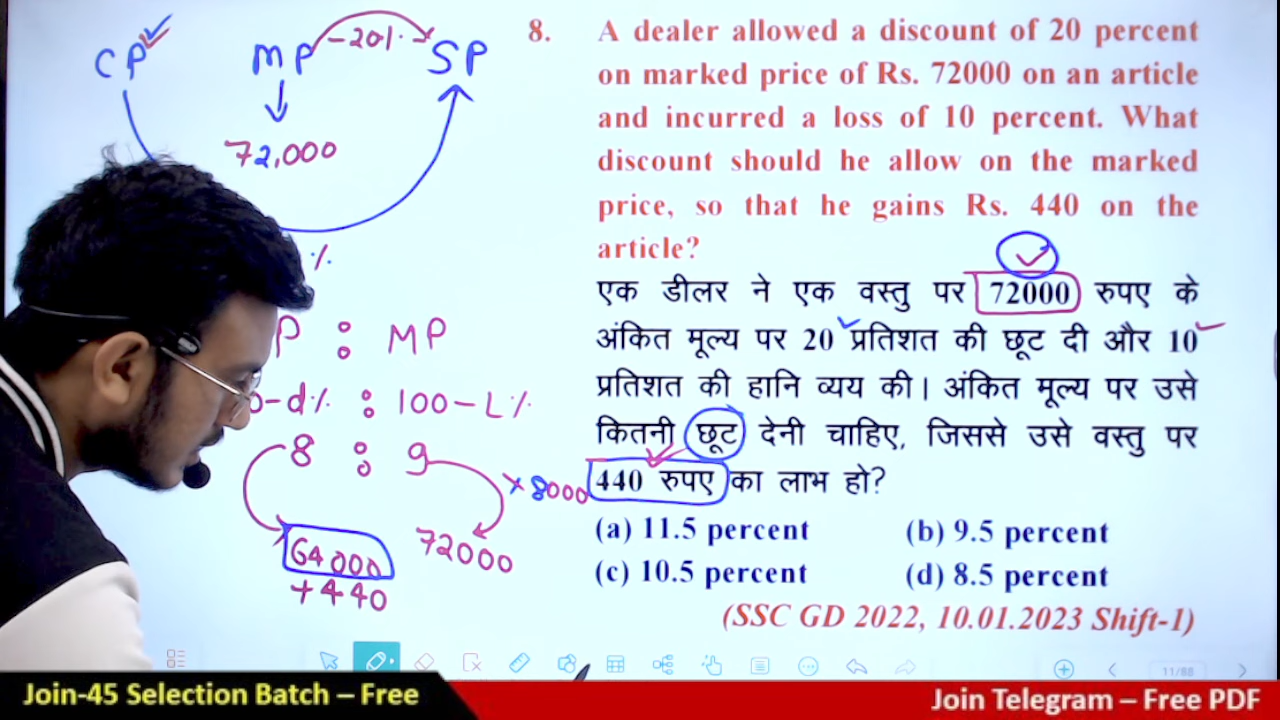 CP MP -20%. SP
72,000
%
P : MP
-d% : 100-L%
8 : 9
×8000
64000 72000
+440
8. A dealer allowed a discount of 20 percent
on marked price of Rs. 72000 on an article
and incurred a loss of 10 percent. What
discount should he allow on the marked
price, so that he gains Rs. 440 on the
article?
एक डीलर ने एक वस्तु पर 72000 रुपए के
अंकित मूल्य पर 20 प्रतिशत की छूट दी और 10
प्रतिशत की हानि व्यय की। अंकित मूल्य पर उसे
कितनी छूट देनी चाहिए, जिससे उसे वस्तु पर
440 रुपए का लाभ हो?
(a) 11.5 percent (b) 9.5 percent
(c) 10.5 percent (d) 8.5 percent
(SSC GD 2022, 10.01.2023 Shift-1)
11/88
Join-45 Selection Batch – Free
Join Telegram – Free PDF